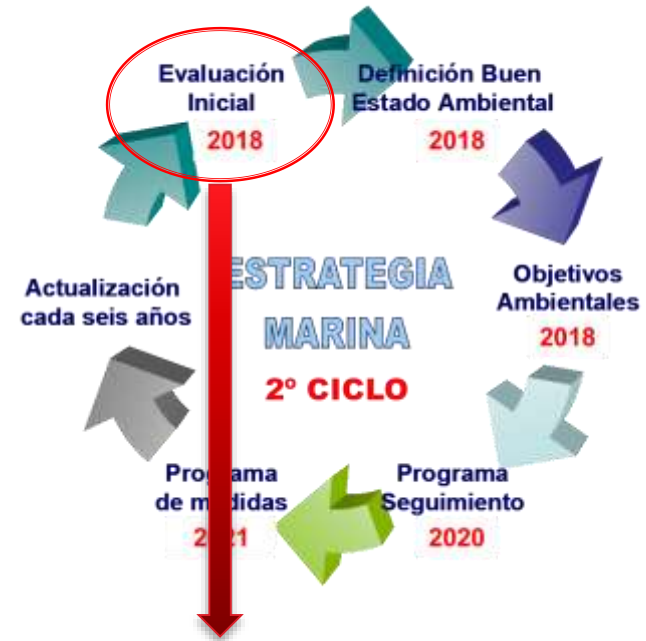 Evaluación
Inicial
2018
Definición Buen
Estado Ambiental
2018
Objetivos
Ambientales
2018
Programa
Seguimiento
2020
Programa
de medidas
2021
Actualización
cada seis años
ESTRATEGIA
MARINA
2º CICLO